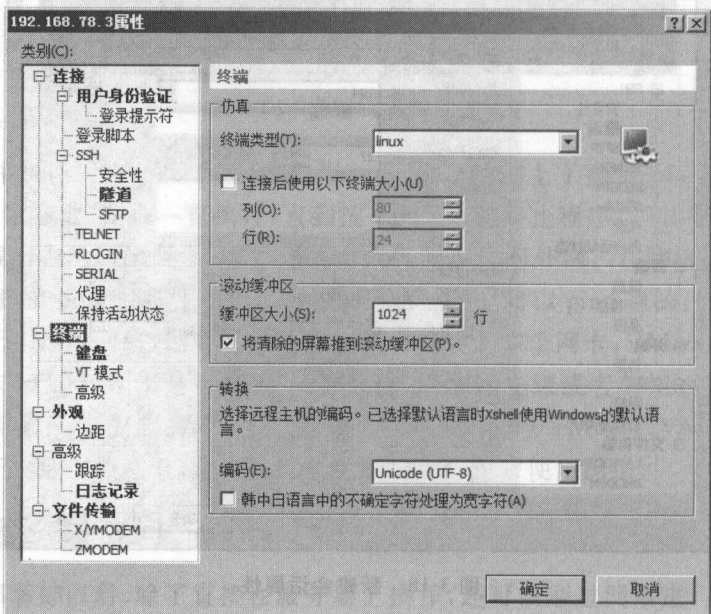 192.168.78.3属性
类别(C):
连接
用户身份验证
登录提示符
登录脚本
SSH
安全性
隧道
SFTP
TELNET
RLOGIN
SERIAL
代理
保持活动状态
终端
键盘
VT 模式
高级
外观
边距
高级
跟踪
日志记录
文件传输
X/YMODEM
ZMODEM
终端
仿真
终端类型(T):
linux
连接后使用以下终端大小(U)
列(O):
80
行(R):
24
滚动缓冲区
缓冲区大小(S):
1024
行
将清除的屏幕推到滚动缓冲区(P)。
转换
选择远程主机的编码。已选择默认语言时Xshell使用Windows的默认语
言。
编码(E):
Unicode (UTF-8)
韩中日语言中的不确定字符处理为宽字符(A)
确定
取消